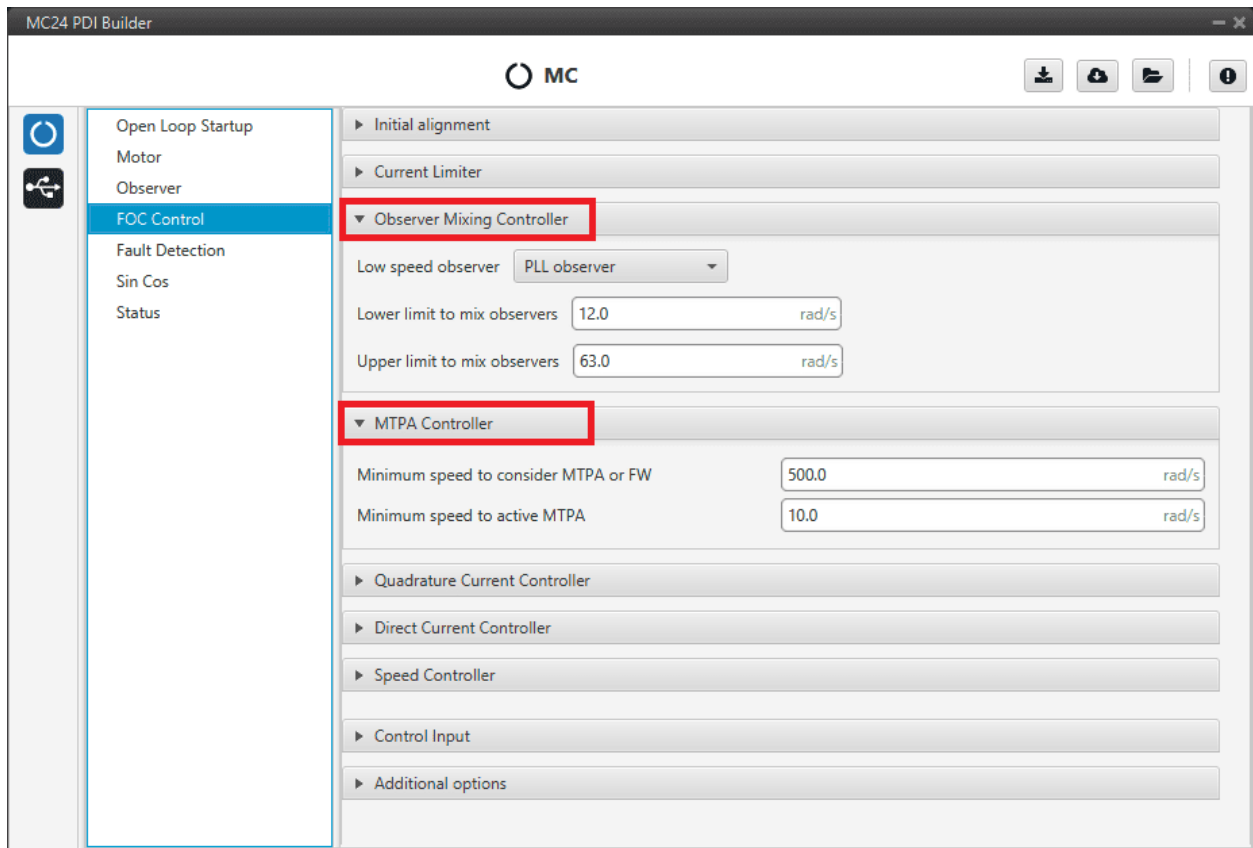 MC24 PDI Builder
MC
Open Loop Startup
Motor
Observer
FOC Control
Fault Detection
Sin Cos
Status
Initial alignment
Current Limiter
Observer Mixing Controller
Low speed observer PLL observer
Lower limit to mix observers 12.0 rad/s
Upper limit to mix observers 63.0 rad/s
MTPA Controller
Minimum speed to consider MTPA or FW 500.0 rad/s
Minimum speed to active MTPA 10.0 rad/s
Quadrature Current Controller
Direct Current Controller
Speed Controller
Control Input
Additional options